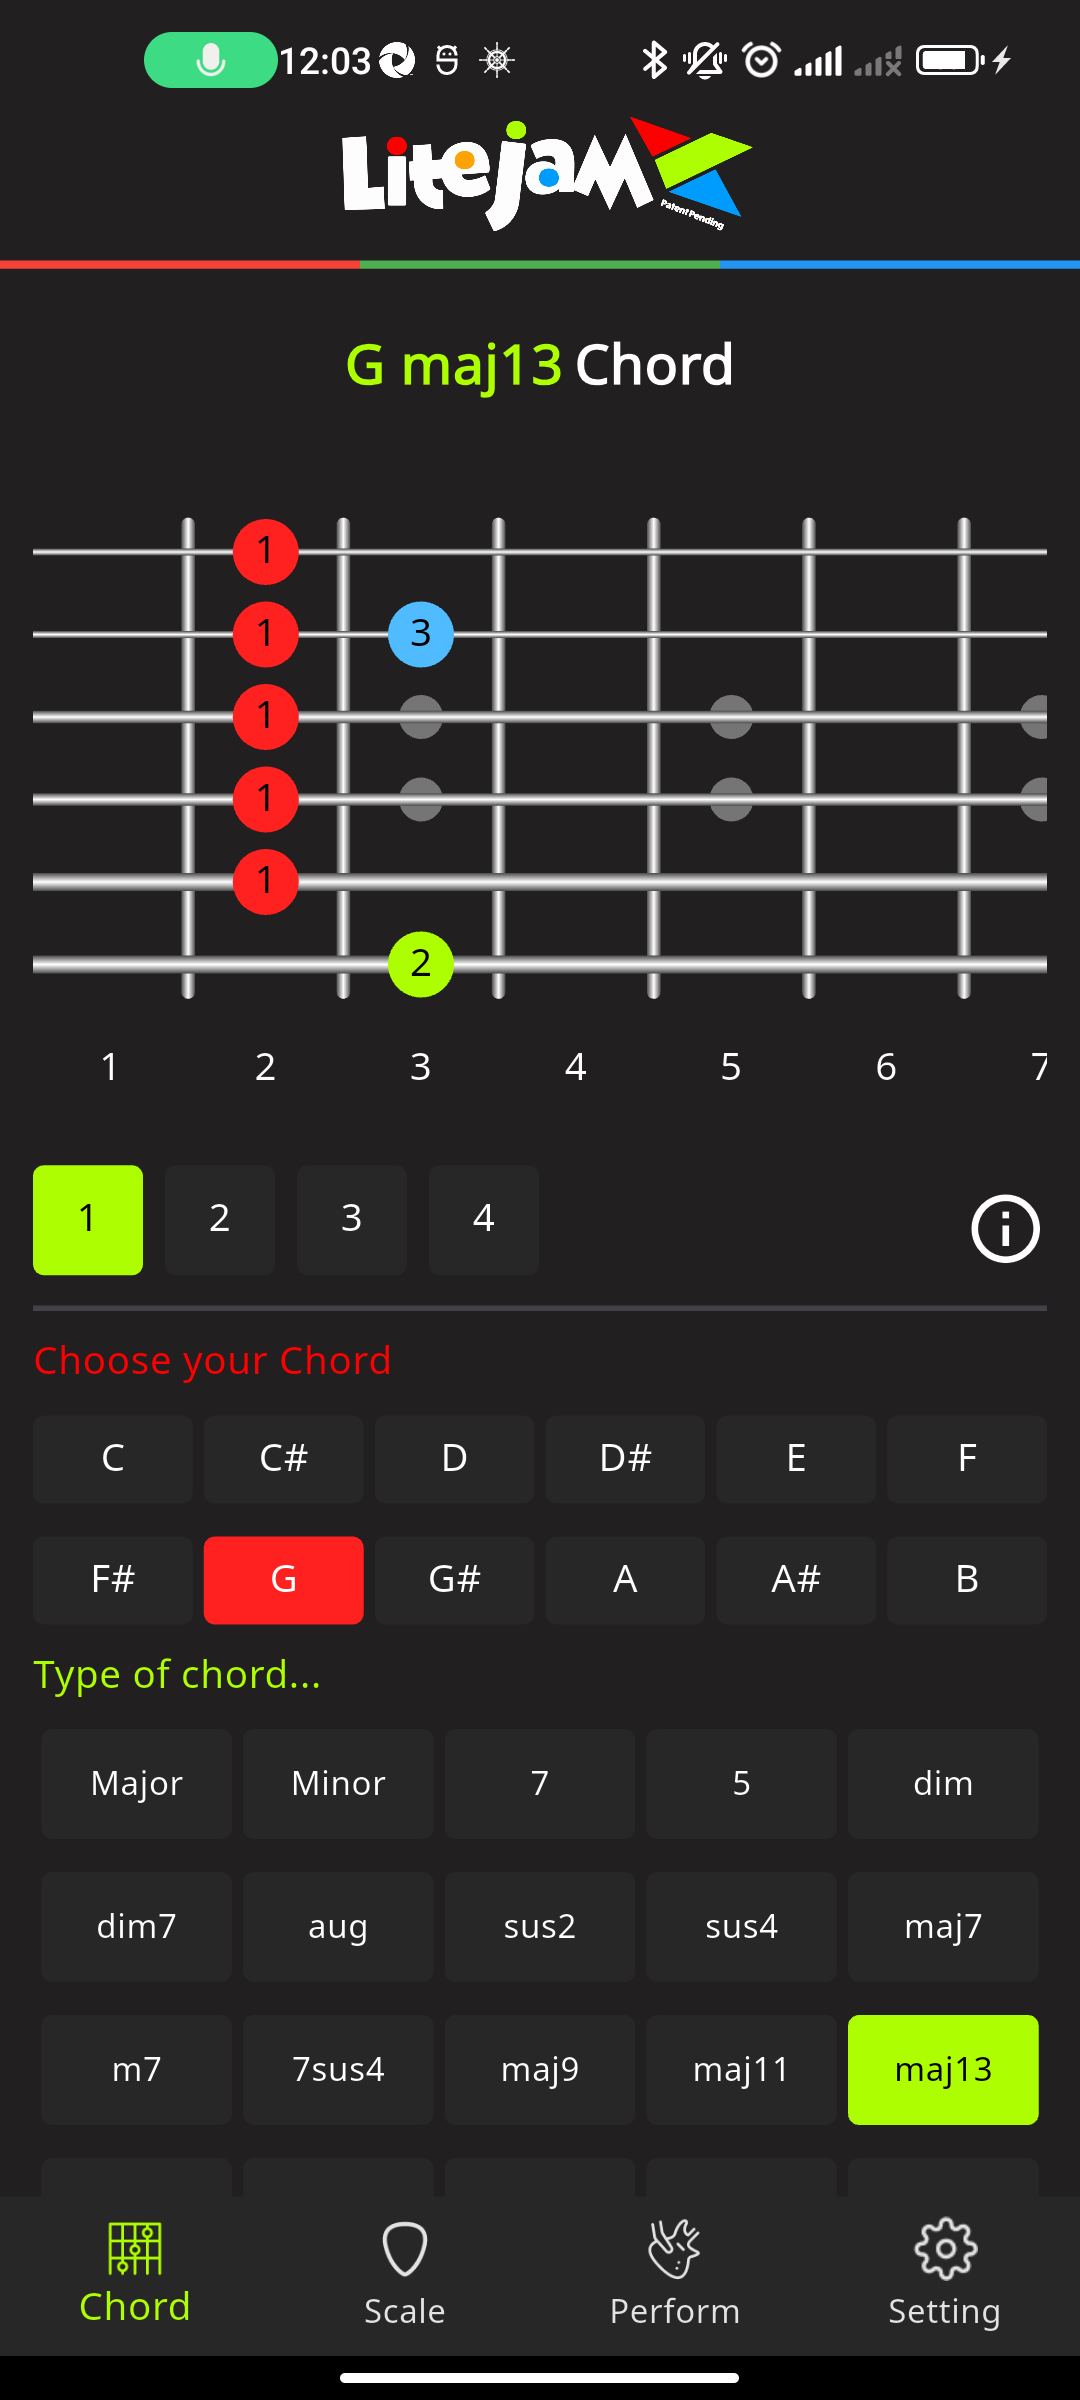 12:03
Litejam
Patent Pending
G maj13 Chord
1
1 3
1
1
1
2
1 2 3 4 5 6 7
1 2 3 4
Choose your Chord
C C# D D# E F
F# G G# A A# B
Type of chord...
Major Minor 7 5 dim
dim7 aug sus2 sus4 maj7
m7 7sus4 maj9 maj11 maj13
Chord Scale Perform Setting